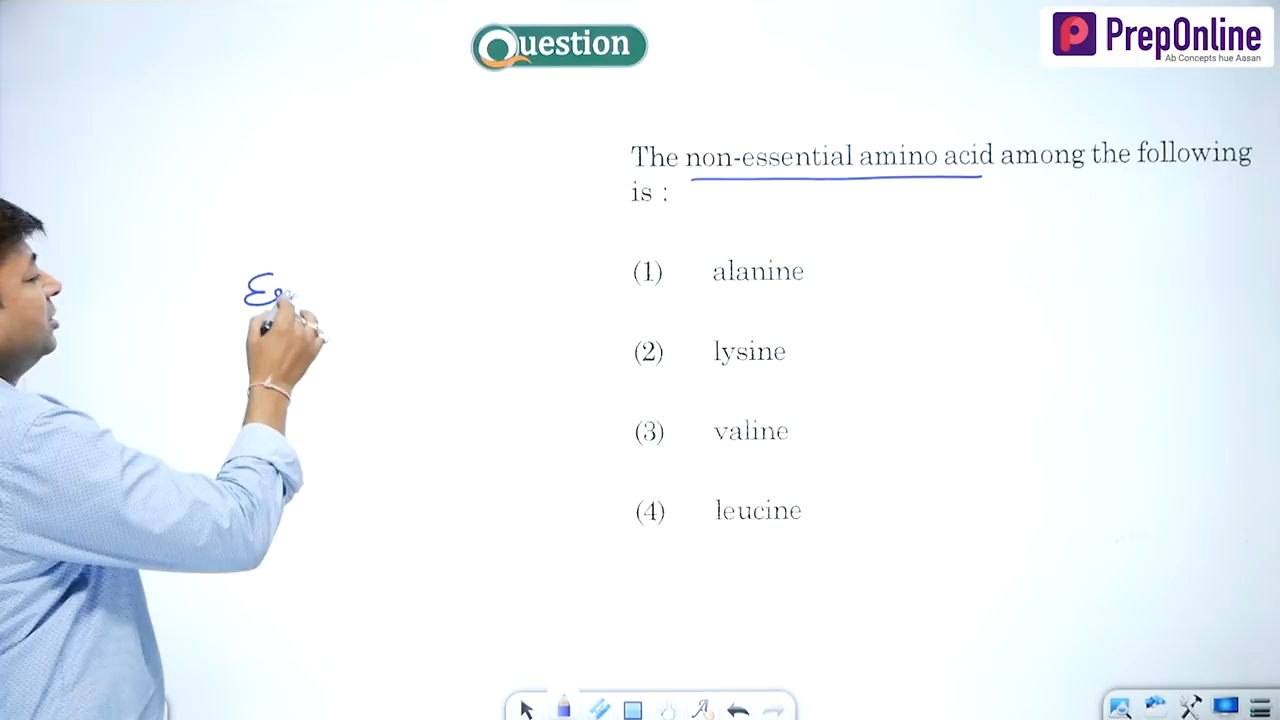 Question
PrepOnline
Ab Concepts hue Aasan
The non-essential amino acid among the following
is :
(1) alanine
(2) lysine
(3) valine
(4) leucine